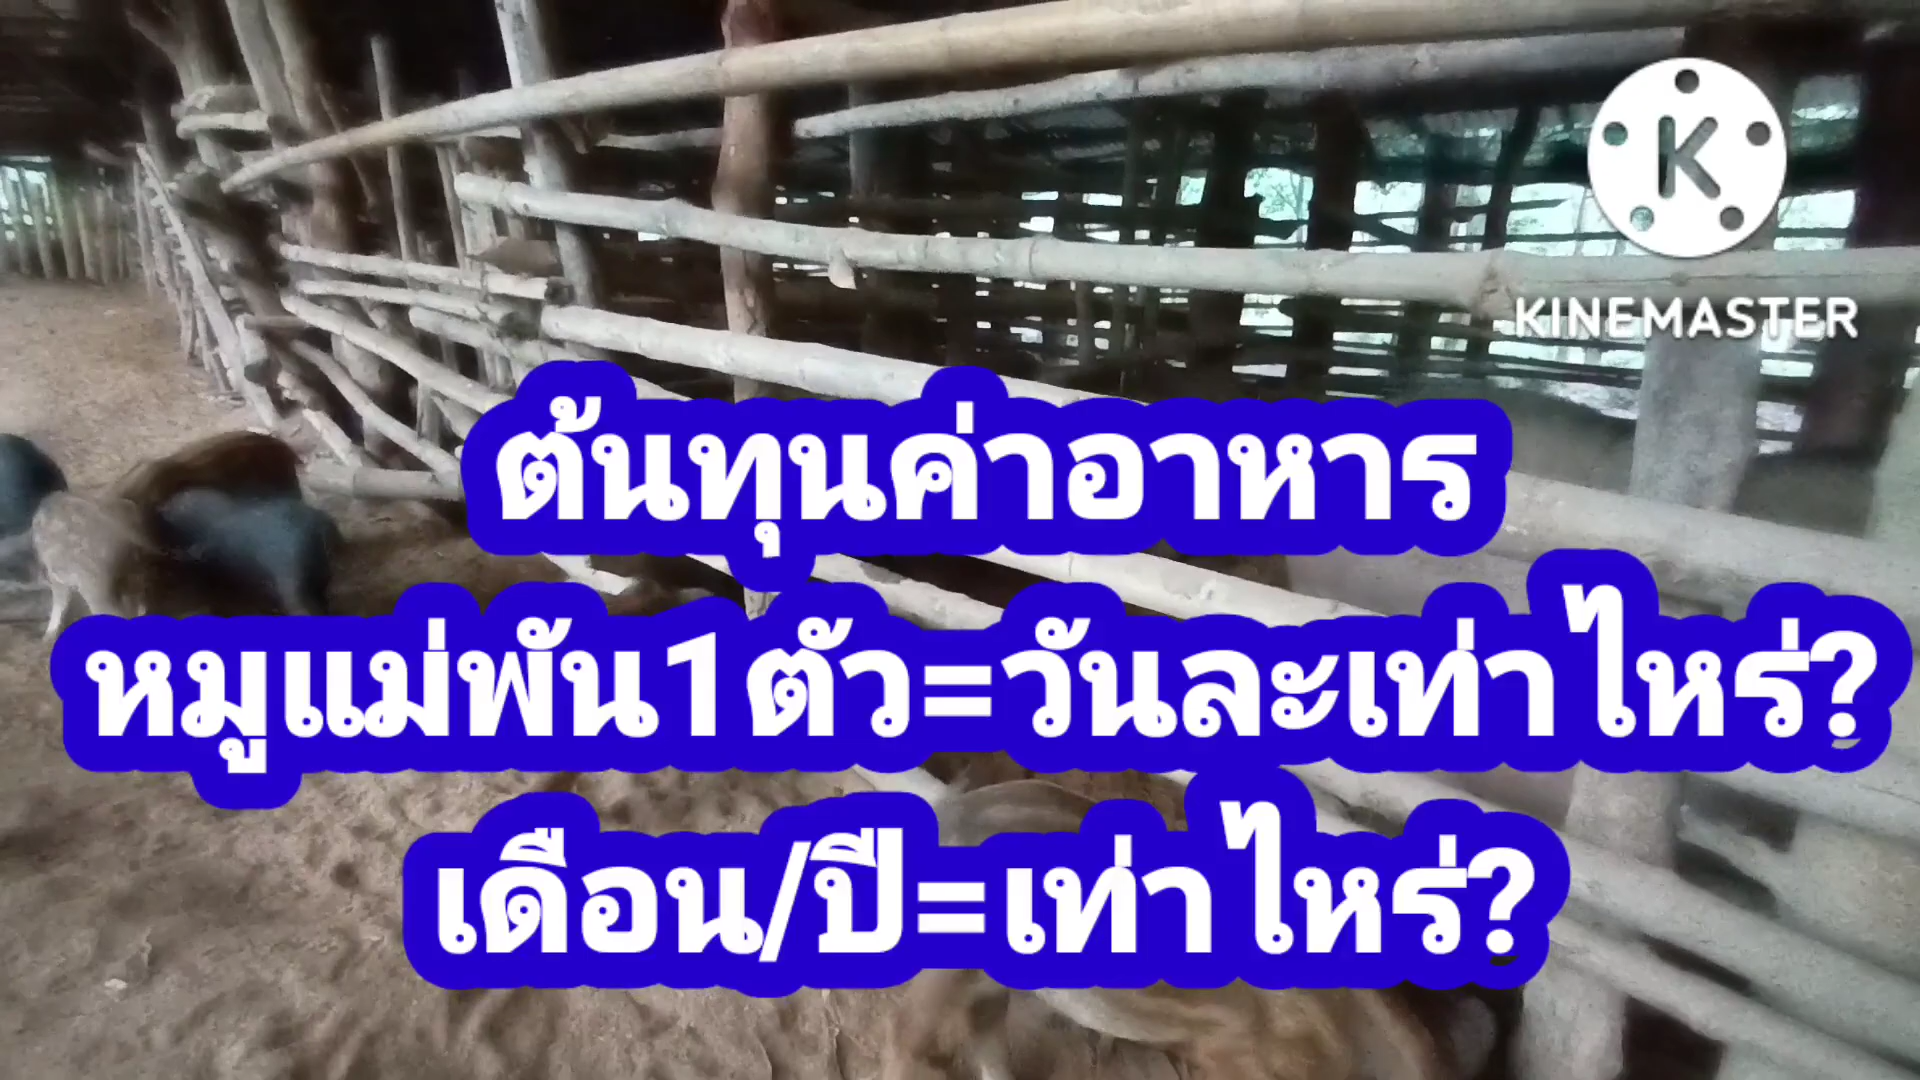 KINEMASTER
ต้นทุนค่าอาหาร
หมูแม่พัน1ตัว=วันละเท่าไหร่?
เดือน/ปี=เท่าไหร่?